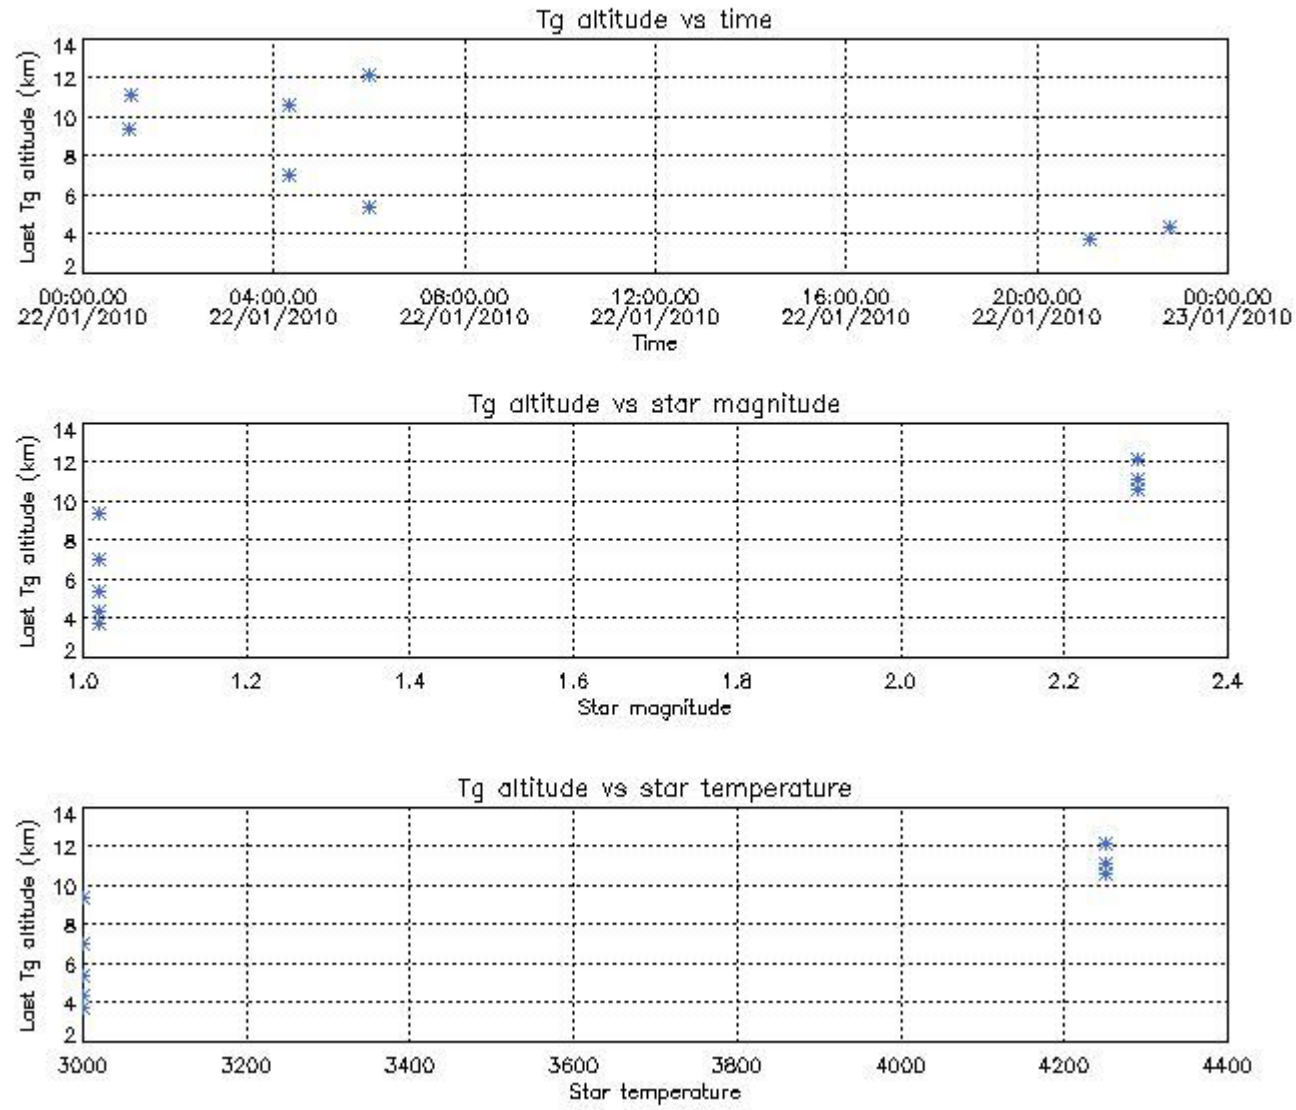 Tg altitude vs time
Last Tg altitude (km)
14
12
10
8
6
4
2
00:00.00 04:00.00 08:00.00 12:00.00 16:00.00 20:00.00 00:00.00
22/01/2010 22/01/2010 22/01/2010 22/01/2010 22/01/2010 22/01/2010 23/01/2010
Time
Tg altitude vs star magnitude
Last Tg altitude (km)
14
12
10
8
6
4
2
1.0 1.2 1.4 1.6 1.8 2.0 2.2 2.4
Star magnitude
Tg altitude vs star temperature
Last Tg altitude (km)
14
12
10
8
6
4
2
3000 3200 3400 3600 3800 4000 4200 4400
Star temperature